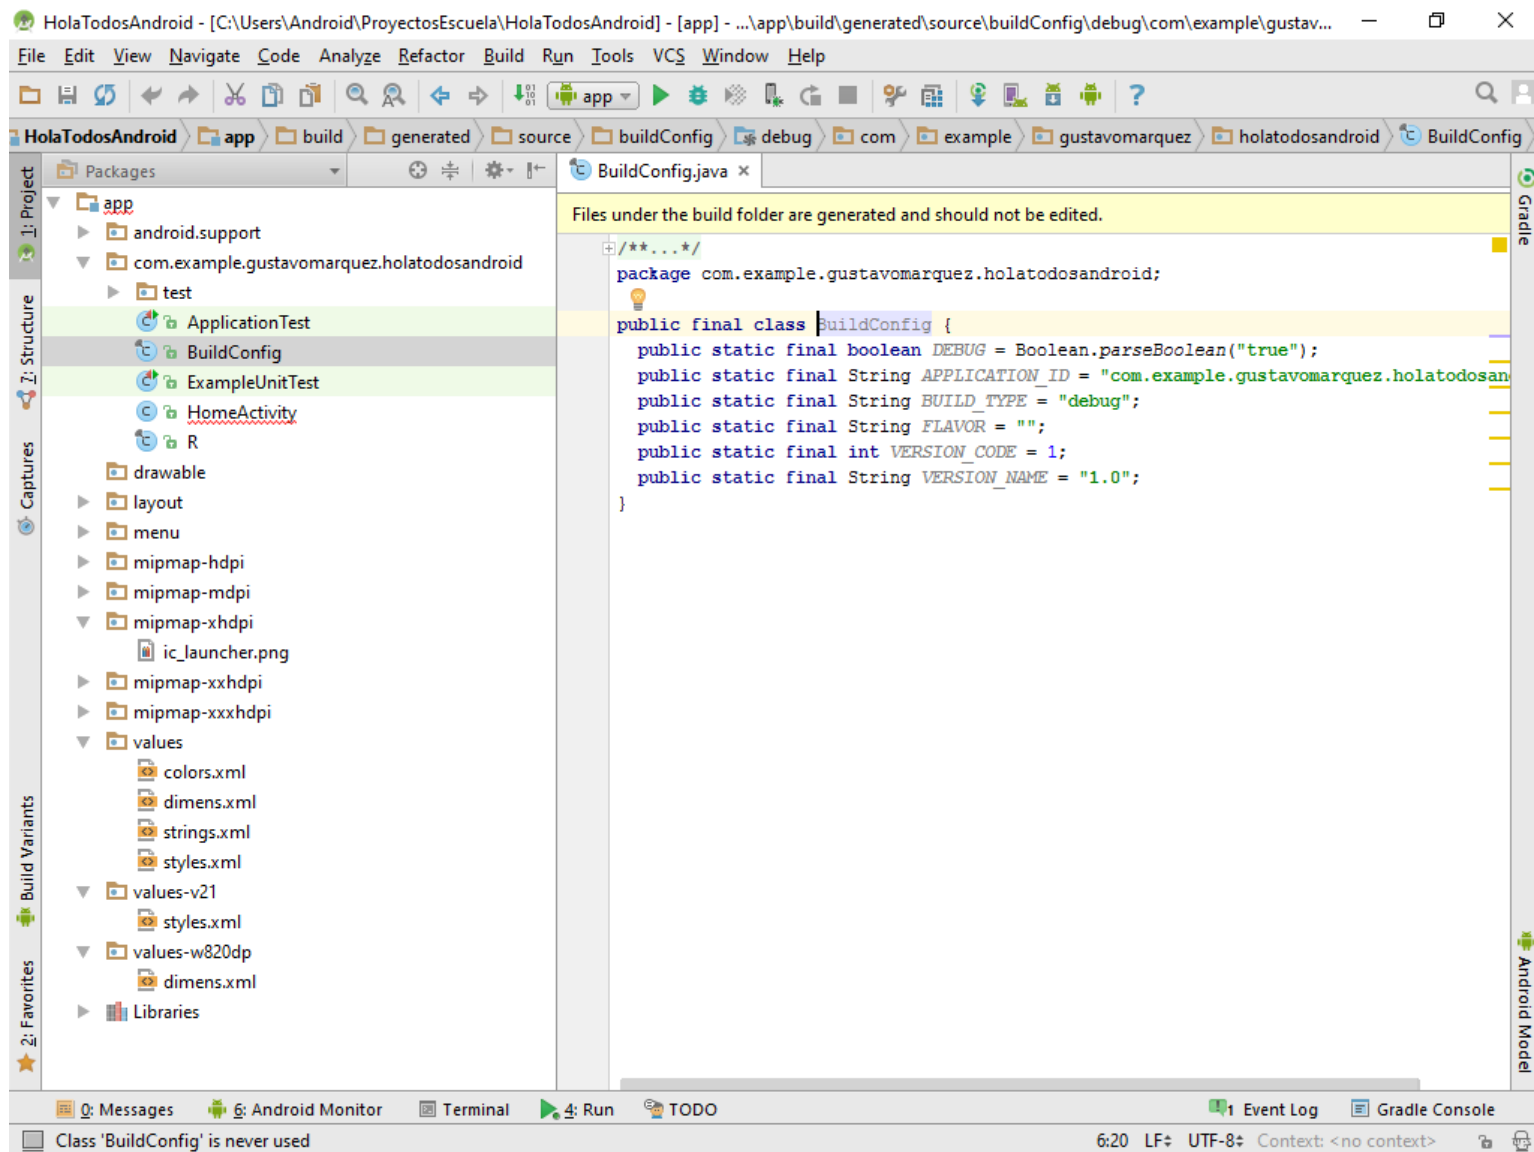 HolaTodosAndroid - [C:\Users\Android\ProyectosEscuela\HolaTodosAndroid] - [app] - ...\app\build\generated\source\buildConfig\debug\com\example\gustav...
File Edit View Navigate Code Analyze Refactor Build Run Tools VCS Window Help
app
HolaTodosAndroid app build generated source buildConfig debug com example gustavomarquez holatodosandroid BuildConfig
Packages
BuildConfig.java
1: Project
7: Structure
Captures
Build Variants
2: Favorites
app
android.support
com.example.gustavomarquez.holatodosandroid
test
ApplicationTest
BuildConfig
ExampleUnitTest
HomeActivity
R
drawable
layout
menu
mipmap-hdpi
mipmap-mdpi
mipmap-xhdpi
ic_launcher.png
mipmap-xxhdpi
mipmap-xxxhdpi
values
colors.xml
dimens.xml
strings.xml
styles.xml
values-v21
styles.xml
values-w820dp
dimens.xml
Libraries
Files under the build folder are generated and should not be edited.
/**...*/
package com.example.gustavomarquez.holatodosandroid;
public final class BuildConfig {
public static final boolean DEBUG = Boolean.parseBoolean("true");
public static final String APPLICATION_ID = "com.example.gustavomarquez.holatodosan
public static final String BUILD_TYPE = "debug";
public static final String FLAVOR = "";
public static final int VERSION_CODE = 1;
public static final String VERSION_NAME = "1.0";
}
Gradle
Android Model
0: Messages 6: Android Monitor Terminal 4: Run TODO 1 Event Log Gradle Console
Class 'BuildConfig' is never used 6:20 LF UTF-8 Context: <no context>